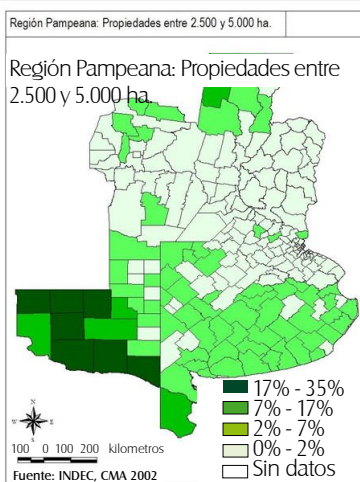 Región Pampeana: Propiedades entre 2.500 y 5.000 ha.
Región Pampeana: Propiedades entre
2.500 y 5.000 ha.
17% - 35%
7% - 17%
2% - 7%
0% - 2%
Sin datos
N
W E
S
100 0 100 200 kilometros
Fuente: INDEC, CMA 2002